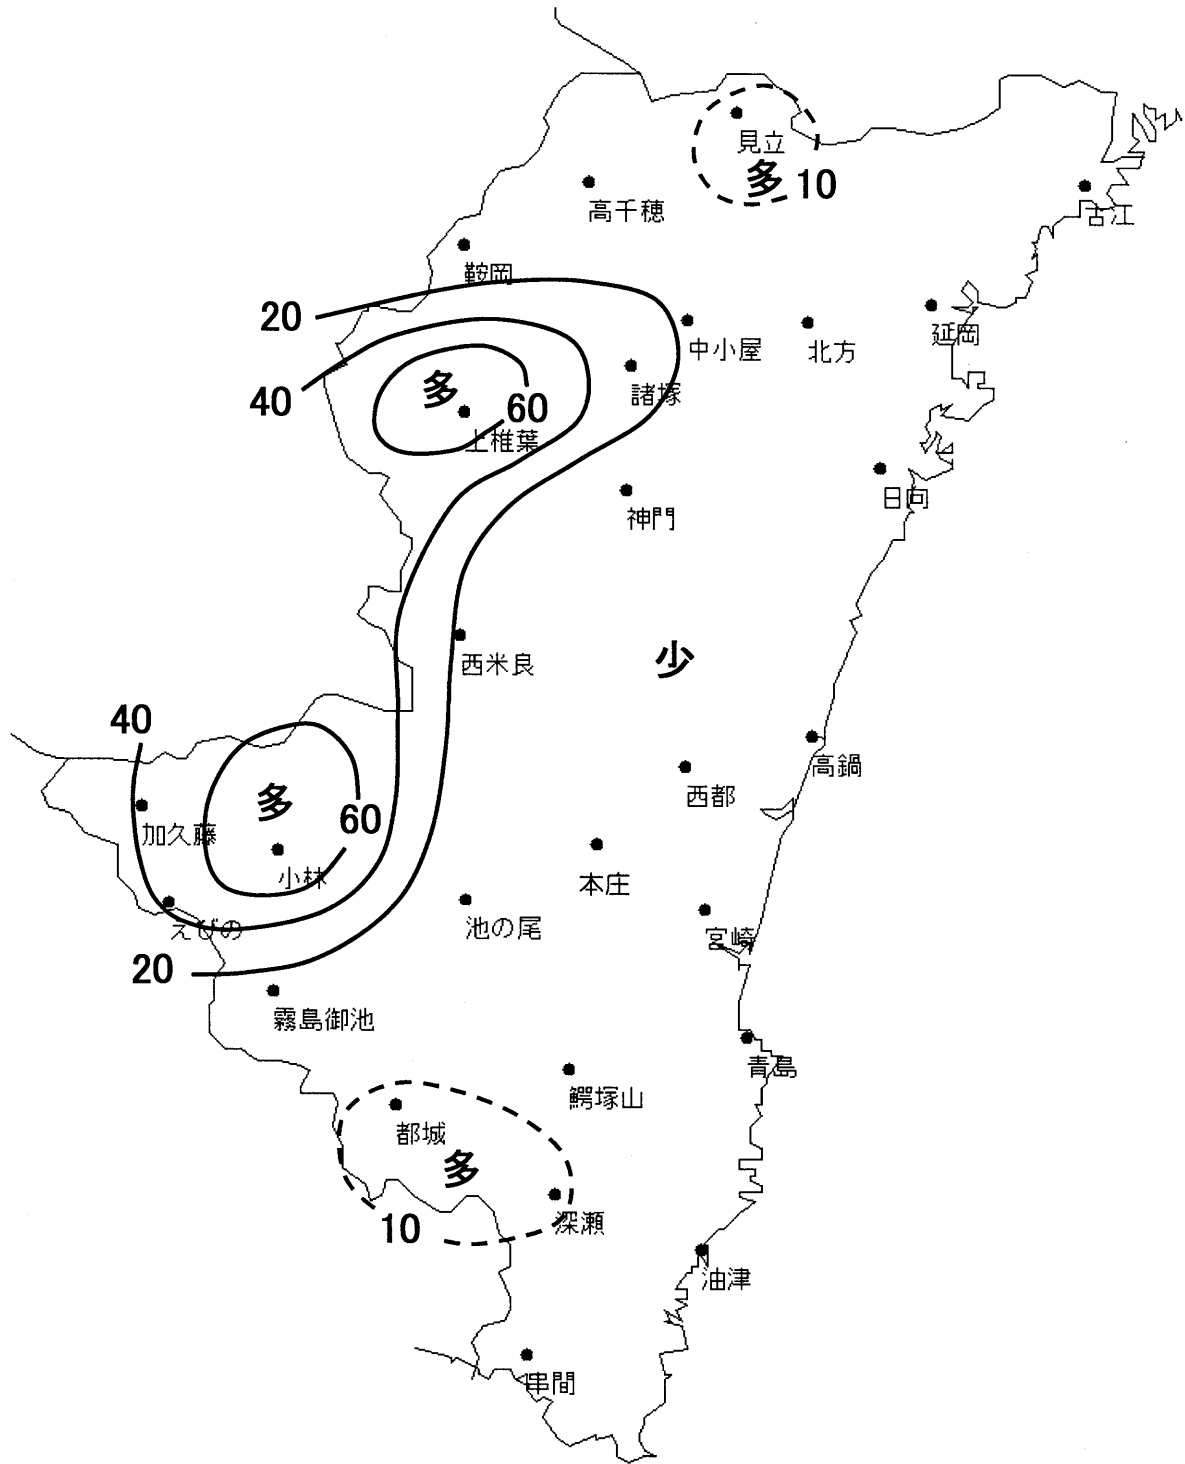 見立
多 10
高千穂
古江
鞍岡
20
中小屋
北方
延岡
40
多
諸塚
60
上椎葉
日向
神門
西米良
少
40
高鍋
多
西都
加久藤
60
小林
本庄
えびの
池の尾
宮崎
20
霧島御池
青島
鰐塚山
都城
多
10
深瀬
油津
串間